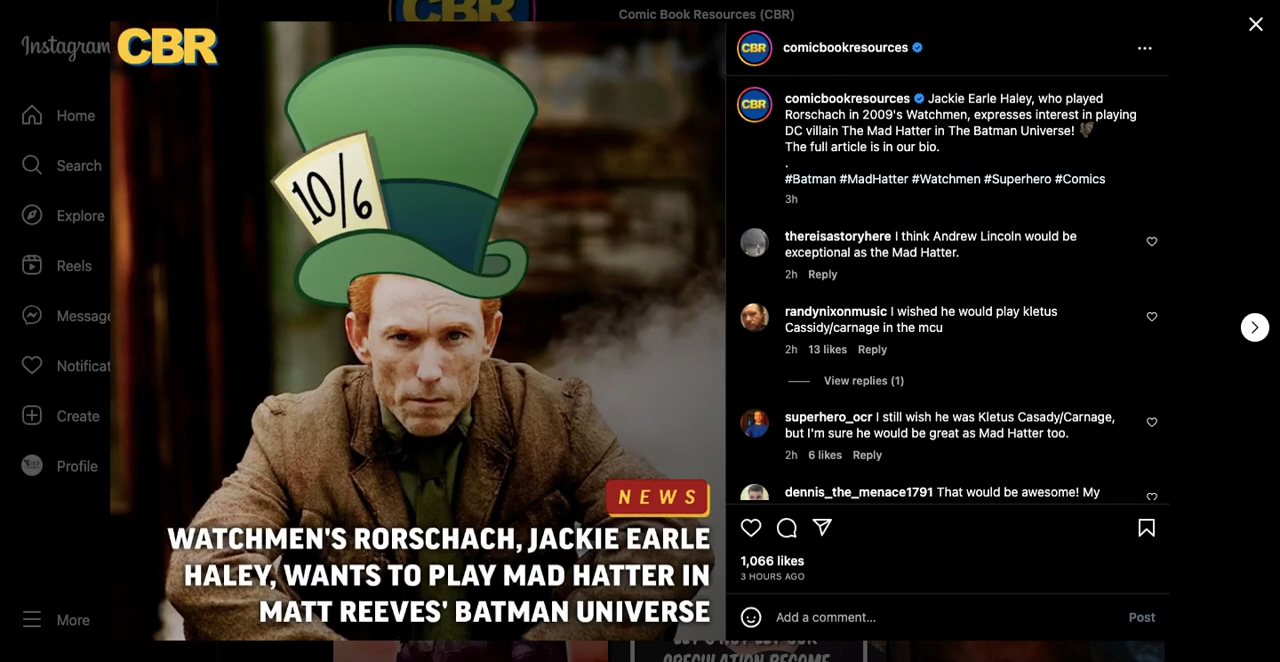 CBR
Comic Book Resources (CBR)
Instagram
Home
Search
Explore
Reels
Message
Notificat
Create
Profile
More
CBR
10/6
NEWS
WATCHMEN'S RORSCHACH, JACKIE EARLE
HALEY, WANTS TO PLAY MAD HATTER IN
MATT REEVES' BATMAN UNIVERSE
CBR
comicbookresources
CBR
comicbookresources Jackie Earle Haley, who played
Rorschach in 2009's Watchmen, expresses interest in playing
DC villain The Mad Hatter in The Batman Universe!
The full article is in our bio.
.
#Batman #MadHatter #Watchmen #Superhero #Comics
3h
thereisastoryhere I think Andrew Lincoln would be
exceptional as the Mad Hatter.
2h Reply
randynixonmusic I wished he would play kletus
Cassidy/carnage in the mcu
2h 13 likes Reply
View replies (1)
superhero_ocr I still wish he was Kletus Casady/Carnage,
but I'm sure he would be great as Mad Hatter too.
2h 6 likes Reply
dennis_the_menace1791 That would be awesome! My
1,066 likes
3 HOURS AGO
Add a comment...
Post